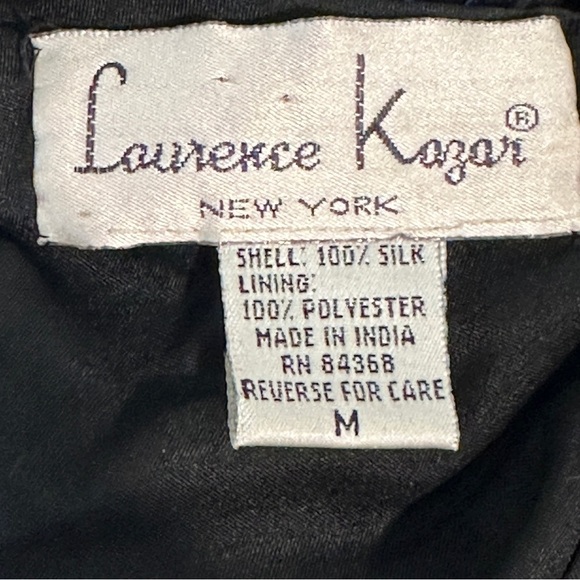 Laurence Kazar®
NEW YORK
SHELL: 100% SILK
LINING:
100% POLYESTER
MADE IN INDIA
RN 84368
REVERSE FOR CARE
M